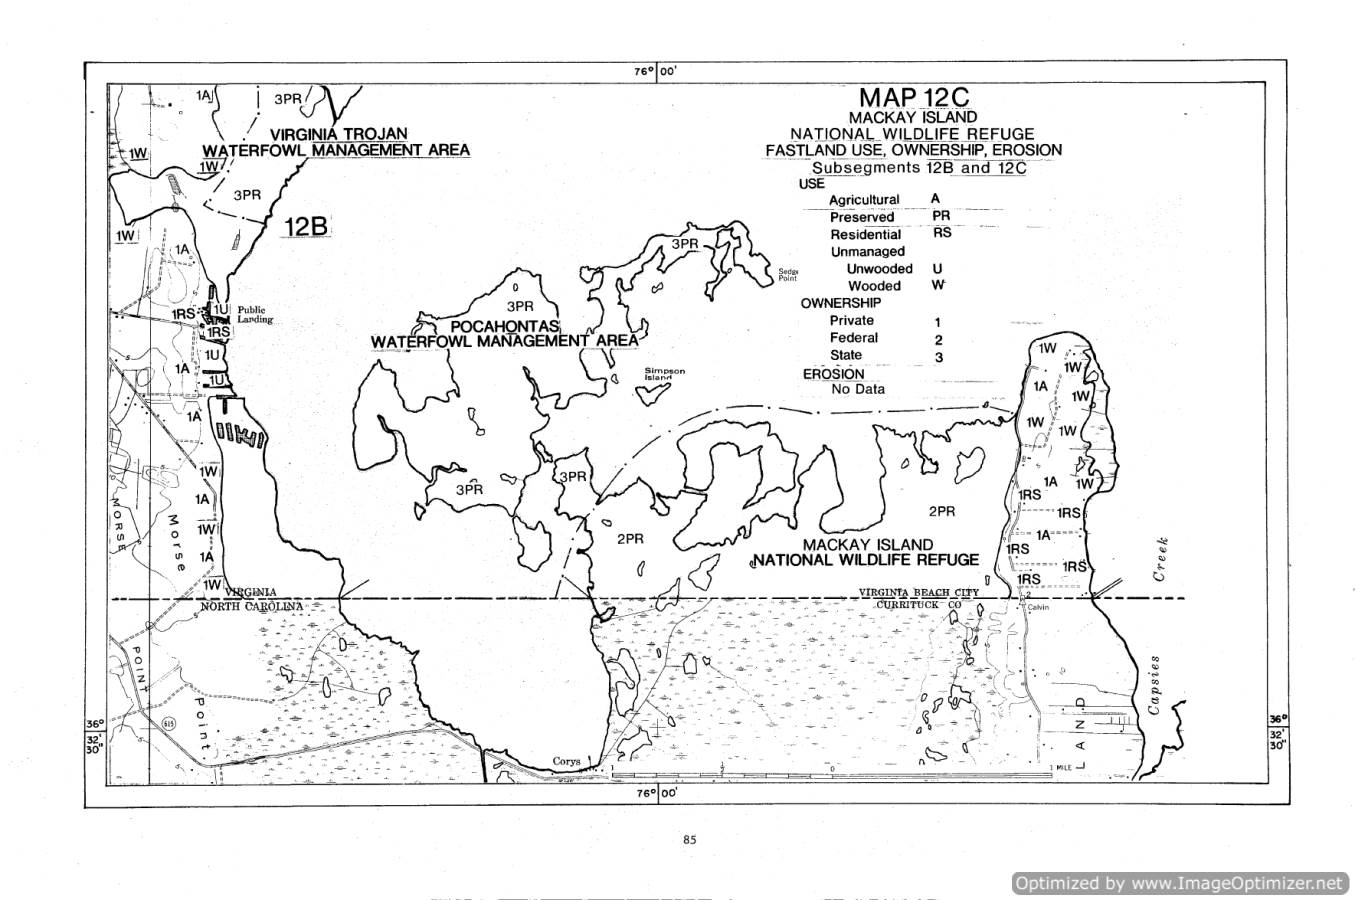 76° 00'
MAP 12C
MACKAY ISLAND
NATIONAL WILDLIFE REFUGE
FASTLAND USE, OWNERSHIP, EROSION
Subsegments 12B and 12C
USE
Agricultural A
Preserved PR
Residential RS
Unmanaged
Unwooded U
Wooded W
OWNERSHIP
Private 1
Federal 2
State 3
EROSION
No Data
1A
3PR
VIRGINIA TROJAN
WATERFOWL MANAGEMENT AREA
1W
1W
3PR
12B
1W
1A
3PR
Sedge
Point
1RS
1U
Public
Landing
1RS
3PR
POCAHONTAS
WATERFOWL MANAGEMENT AREA
1U
1A
1U
Simpson
Island
1A
1W
1W
1A
1W
1W
1W
1W
1A
1W
1A
1W
3PR
3PR
1A
1W
1RS
1RS
2PR
2PR
1A
1RS
MACKAY ISLAND
NATIONAL WILDLIFE REFUGE
1RS
1RS
MORSE
Morse
Creek
VIRGINIA
NORTH CAROLINA
VIRGINIA BEACH CITY
CURRITUCK CO
Calvin
POINT
Point
615
Capsies
LAND
Corys
1 0 1 MILE
36°
32'
30"
36°
32'
30"
76° 00'
85
Optimized by www.ImageOptimizer.net